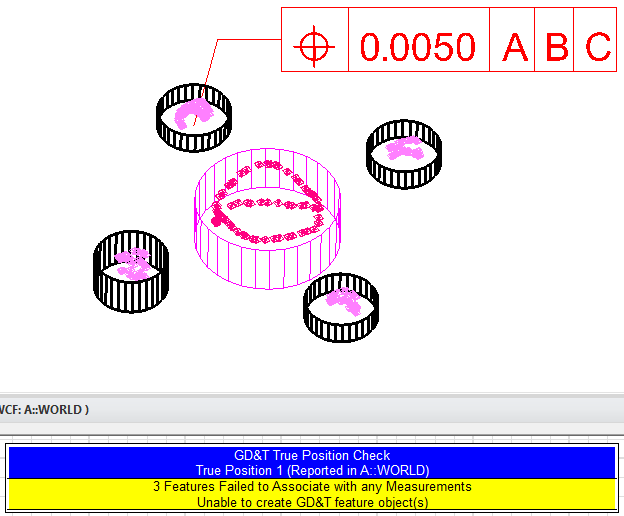 0.0050 A B C
VCF: A::WORLD )
GD&T True Position Check
True Position 1 (Reported in A::WORLD)
3 Features Failed to Associate with any Measurements
Unable to create GD&T feature object(s)